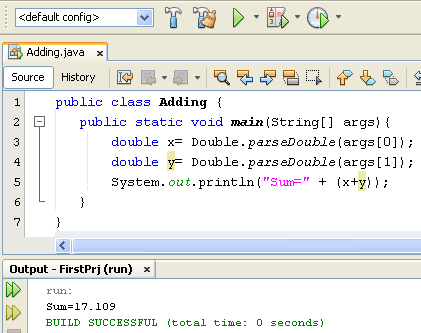 <default config>
Adding.java x
Source History
1 public class Adding {
2 public static void main(String[] args){
3 double x= Double.parseDouble(args[0]);
4 double y= Double.parseDouble(args[1]);
5 System.out.println("Sum=" + (x+y));
6 }
7 }
Output - FirstPrj (run) x
run:
Sum=17.109
BUILD SUCCESSFUL (total time: 0 seconds)